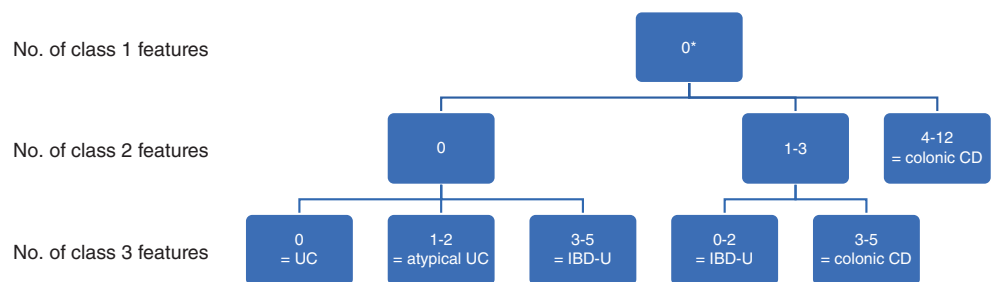 No. of class 1 features
0*
No. of class 2 features
0
1-3
4-12
= colonic CD
No. of class 3 features
0
= UC
1-2
= atypical UC
3-5
= IBD-U
0-2
= IBD-U
3-5
= colonic CD